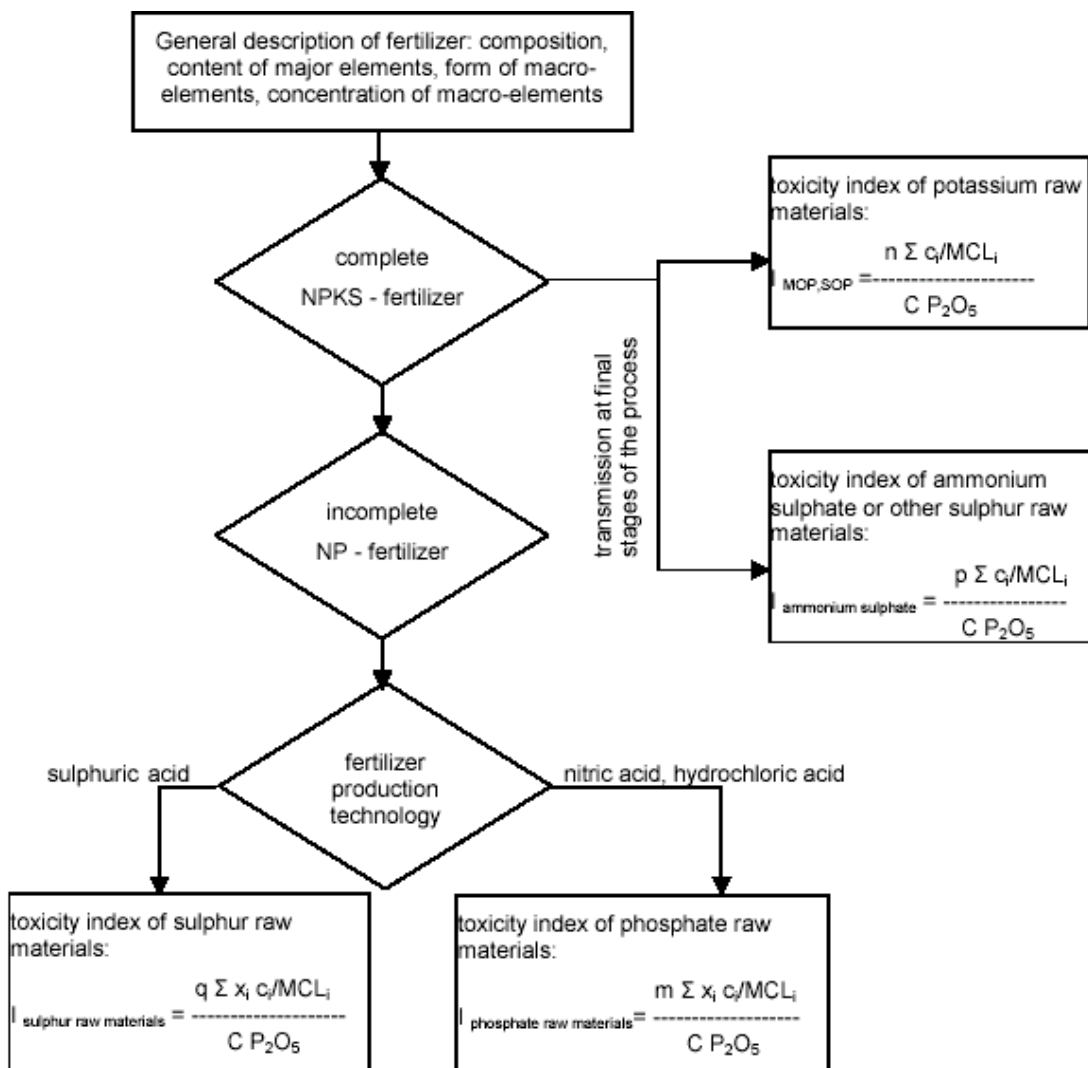 General description of fertilizer: composition,
content of major elements, form of macro-
elements, concentration of macro-elements
complete
NPKS - fertilizer
toxicity index of potassium raw
materials:
n Σ cᵢ/MCLᵢ
I MOP,SOP =----------------------
C P₂O₅
transmission at final
stages of the process
incomplete
NP - fertilizer
toxicity index of ammonium
sulphate or other sulphur raw
materials:
p Σ cᵢ/MCLᵢ
I ammonium sulphate = ----------------
C P₂O₅
fertilizer
production
technology
sulphuric acid
nitric acid, hydrochloric acid
toxicity index of sulphur raw
materials:
q Σ xᵢ cᵢ/MCLᵢ
I sulphur raw materials = --------------------
C P₂O₅
toxicity index of phosphate raw
materials:
m Σ xᵢ cᵢ/MCLᵢ
I phosphate raw materials= -------------------
C P₂O₅